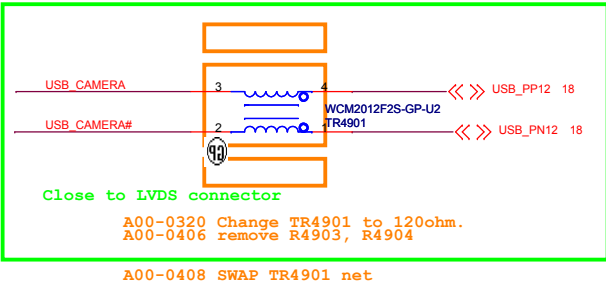 USB_CAMERA 3 4 USB_PP12 18
WCM2012F2S-GP-U2
TR4901
USB_CAMERA# 2 1 USB_PN12 18
GP
Close to LVDS connector
A00-0320 Change TR4901 to 120ohm.
A00-0406 remove R4903, R4904
A00-0408 SWAP TR4901 net